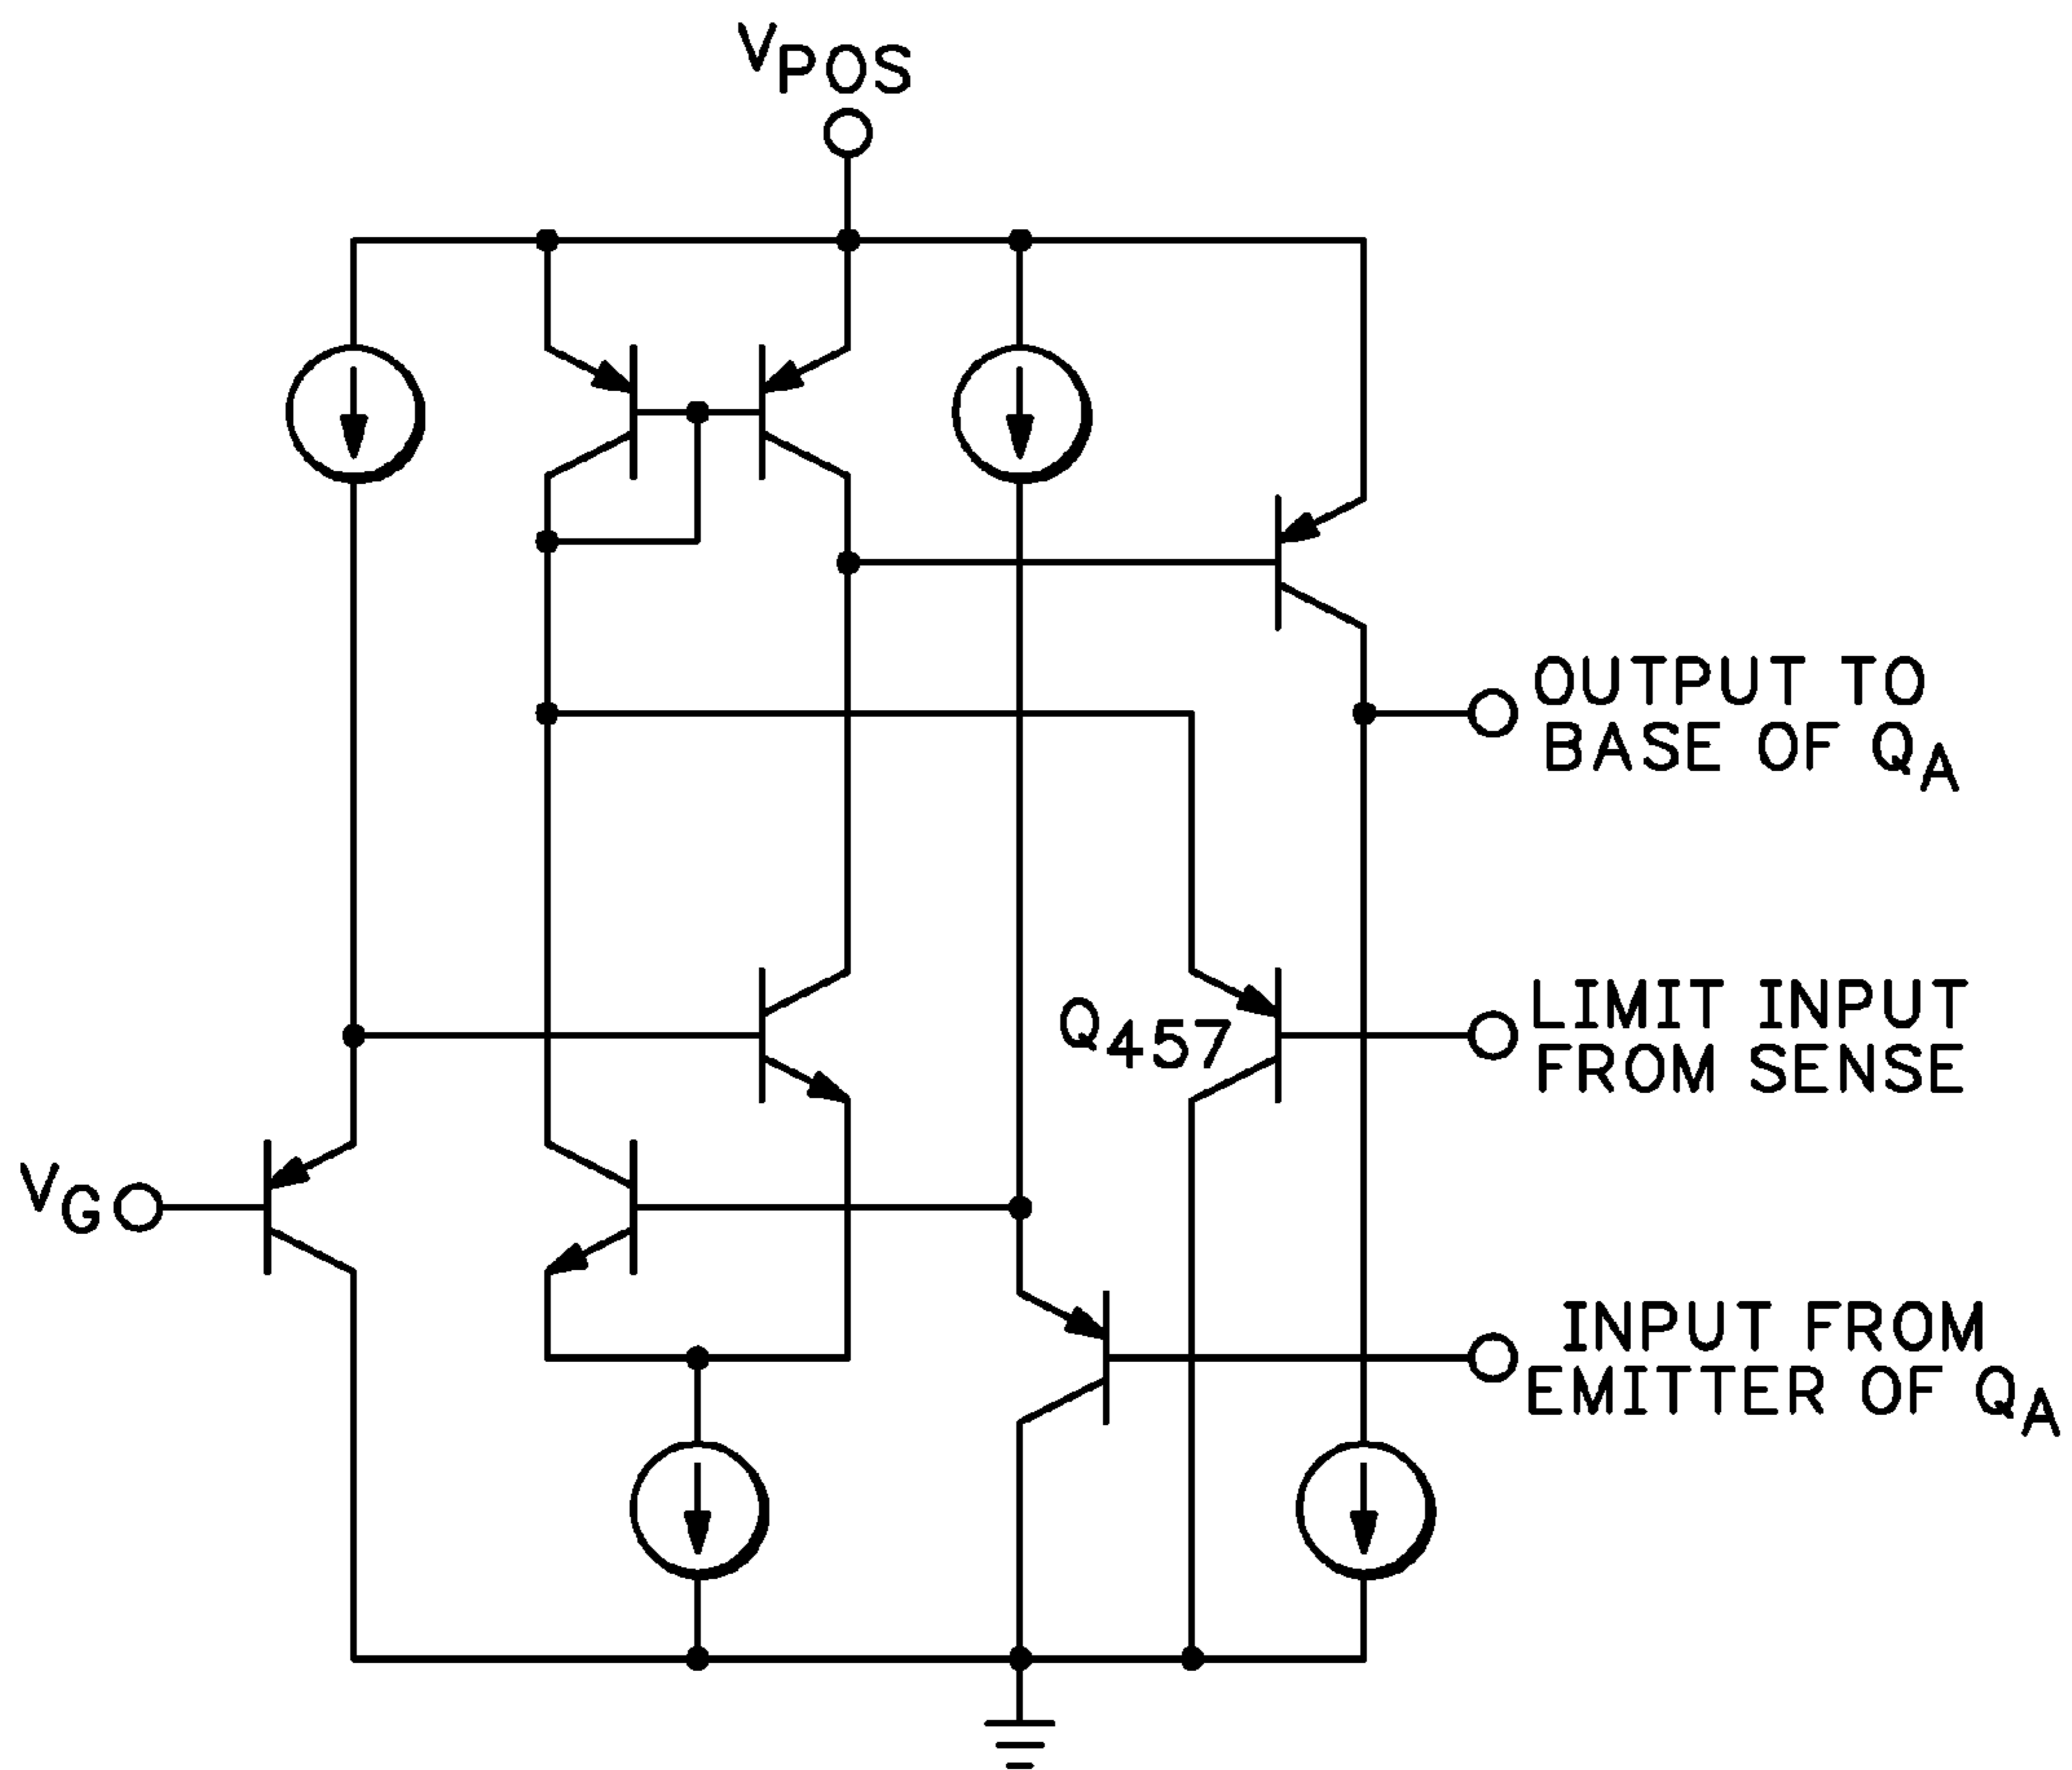 VPOS
OUTPUT TO
BASE OF QA
LIMIT INPUT
FROM SENSE
Q457
VG
INPUT FROM
EMITTER OF QA